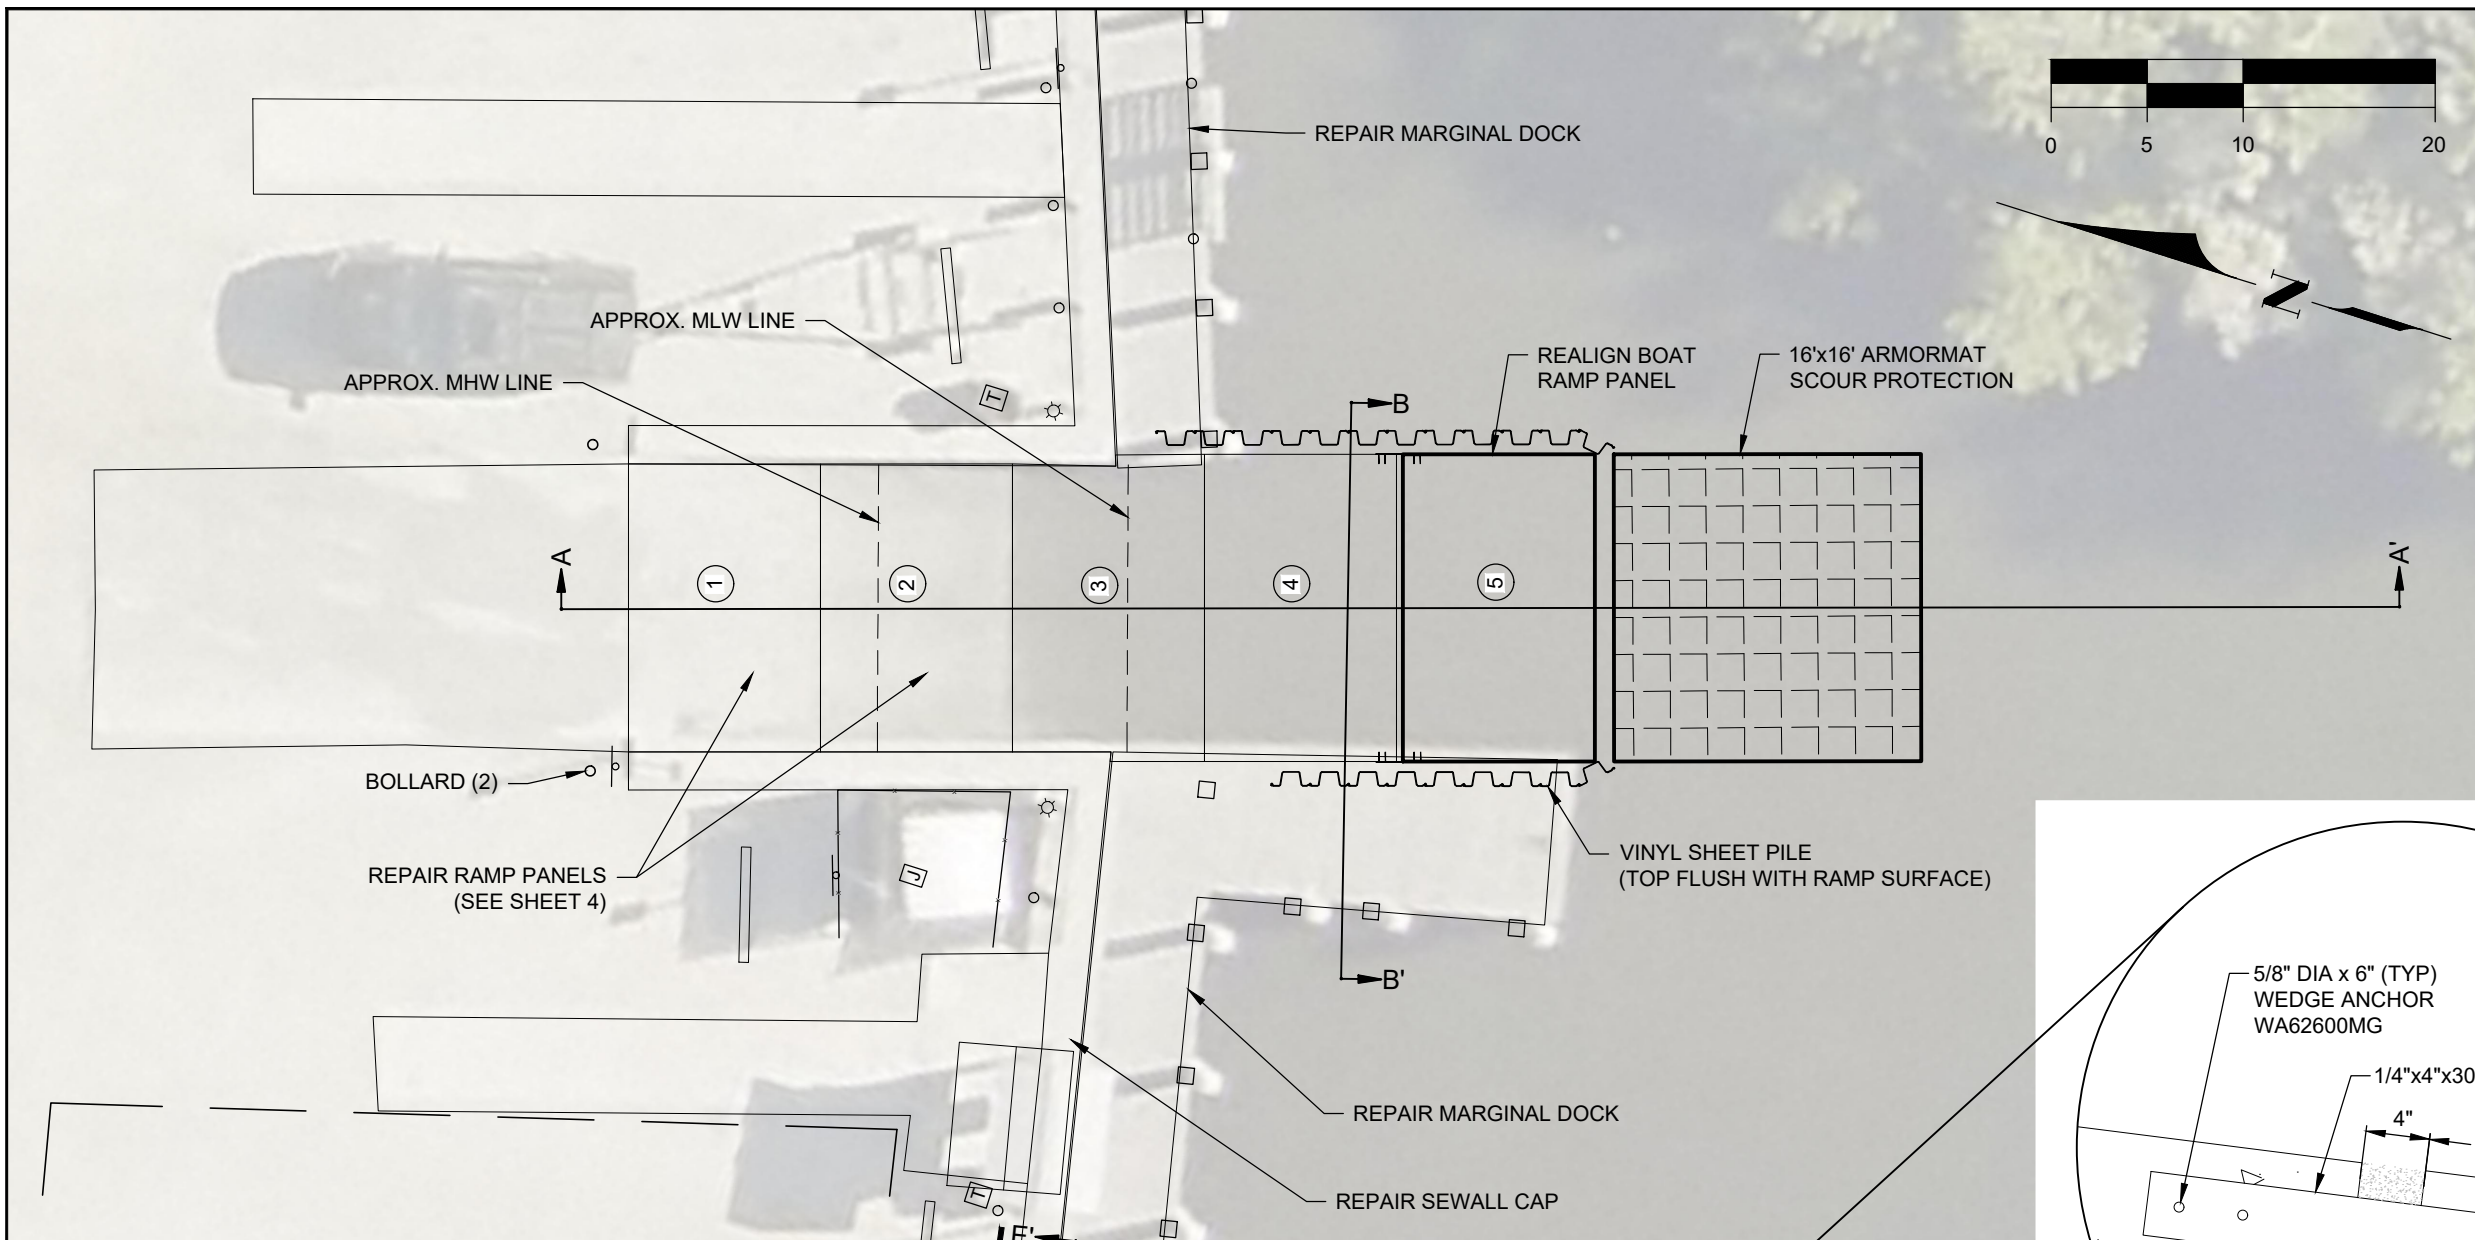 REPAIR MARGINAL DOCK
0 5 10 20
N
APPROX. MLW LINE
APPROX. MHW LINE
REALIGN BOAT
RAMP PANEL
16'x16' ARMORMAT
SCOUR PROTECTION
T
B
A
1
2
3
4
5
A'
BOLLARD (2)
REPAIR RAMP PANELS
(SEE SHEET 4)
J
VINYL SHEET PILE
(TOP FLUSH WITH RAMP SURFACE)
B'
5/8" DIA x 6" (TYP)
WEDGE ANCHOR
WA62600MG
1/4"x4"x30
4"
REPAIR MARGINAL DOCK
T
REPAIR SEWALL CAP